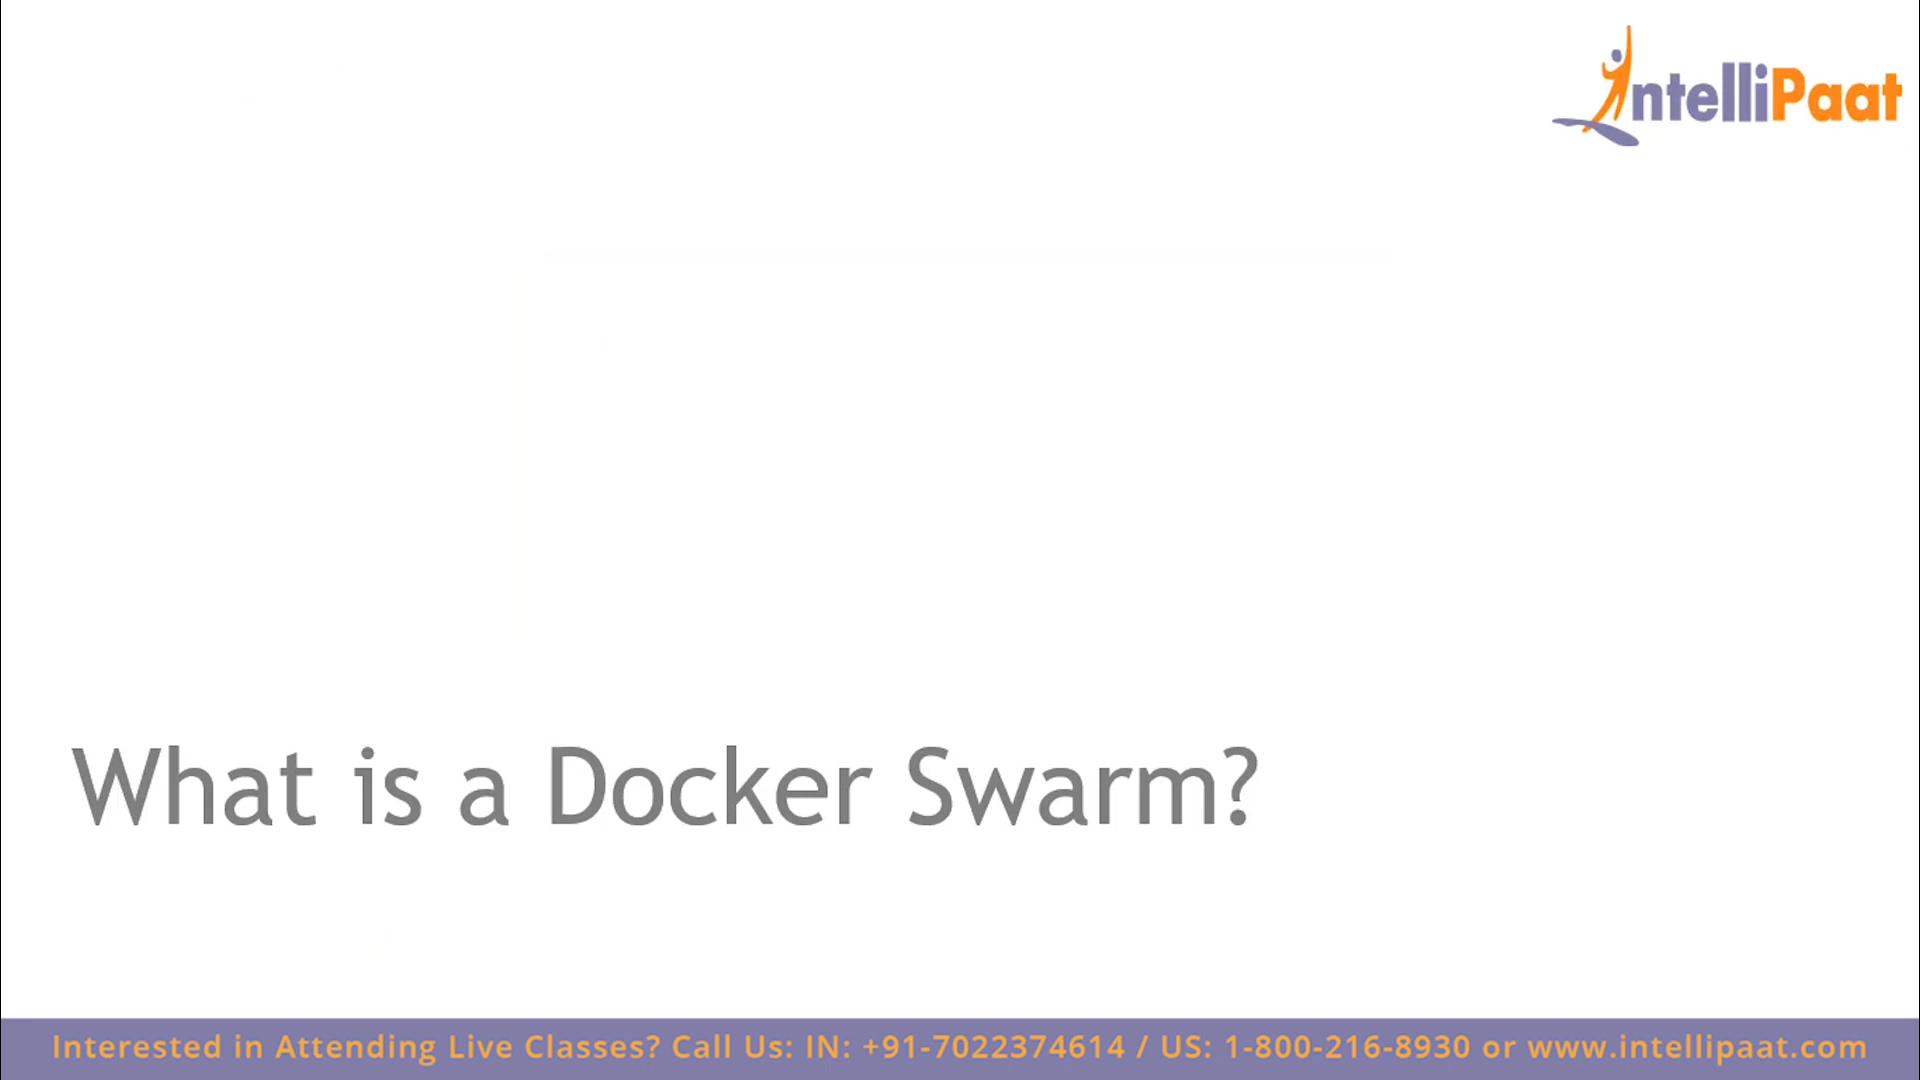 IntelliPaat
What is a Docker Swarm?
Interested in Attending Live Classes? Call Us: IN: +91-7022374614 / US: 1-800-216-8930 or www.intellipaat.com